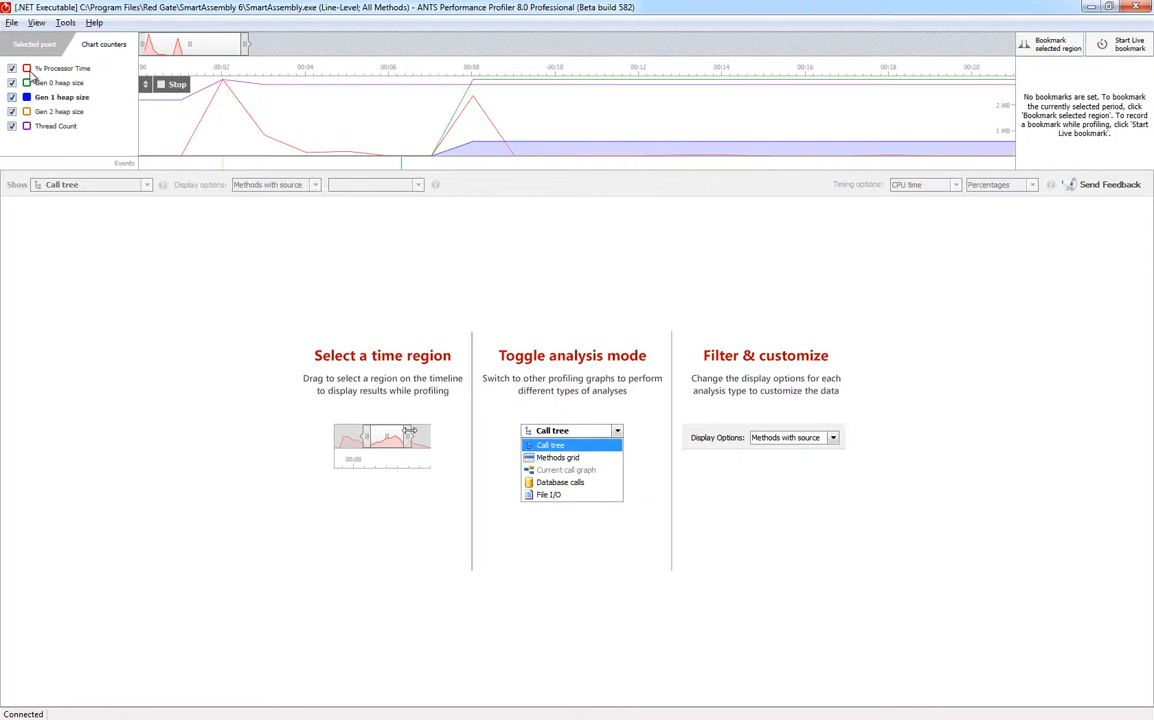 [.NET Executable] C:\Program Files\Red Gate\SmartAssembly 6\SmartAssembly.exe (Line-Level; All Methods) - ANTS Performance Profiler 8.0 Professional (Beta build 582)
File View Tools Help
Selected point Chart counters
Bookmark selected region
Start Live bookmark
% Processor Time
Gen 0 heap size
Gen 1 heap size
Gen 2 heap size
Thread Count
:00 00:02 00:04 00:06 00:08 00:10 00:12 00:14 00:16 00:18 00:20
Stop
2 MB
1 MB
Events
No bookmarks are set. To bookmark
the currently selected period, click
'Bookmark selected region'. To record
a bookmark while profiling, click 'Start
Live bookmark'.
Show Call tree Display options: Methods with source Timing options: CPU time Percentages Send Feedback
Select a time region
Drag to select a region on the timeline
to display results while profiling
00:08
Toggle analysis mode
Switch to other profiling graphs to perform
different types of analyses
Call tree
Call tree
Methods grid
Current call graph
Database calls
File I/O
Filter & customize
Change the display options for each
analysis type to customize the data
Display Options: Methods with source
Connected